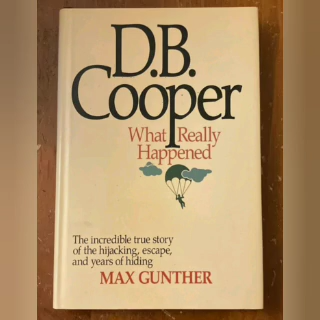 D.B.
Cooper
What Really
Happened
The incredible true story
of the hijacking, escape,
and years of hiding
MAX GUNTHER